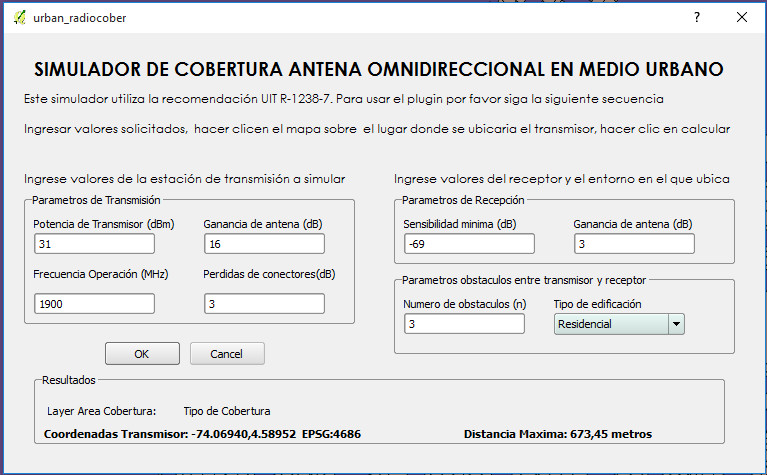 urban_radiocober
SIMULADOR DE COBERTURA ANTENA OMNIDIRECCIONAL EN MEDIO URBANO
Este simulador utiliza la recomendación UIT R-1238-7. Para usar el plugin por favor siga la siguiente secuencia
Ingresar valores solicitados, hacer clicen el mapa sobre el lugar donde se ubicaria el transmisor, hacer clic en calcular
Ingrese valores de la estación de transmisión a simular
Parametros de Transmisión
Potencia de Transmisor (dBm)
Ganancia de antena (dB)
31
16
Frecuencia Operación (MHz)
Perdidas de conectores(dB)
1900
3
Ingrese valores del receptor y el entorno en el que ubica
Parametros de Recepción
Sensibilidad minima (dB)
Ganancia de antena (dB)
-69
3
Parametros obstaculos entre transmisor y receptor
Numero de obstaculos (n)
Tipo de edificación
3
Residencial
OK
Cancel
Resultados
Layer Area Cobertura:
Tipo de Cobertura
Coordenadas Transmisor: -74.06940,4.58952 EPSG:4686
Distancia Maxima: 673,45 metros